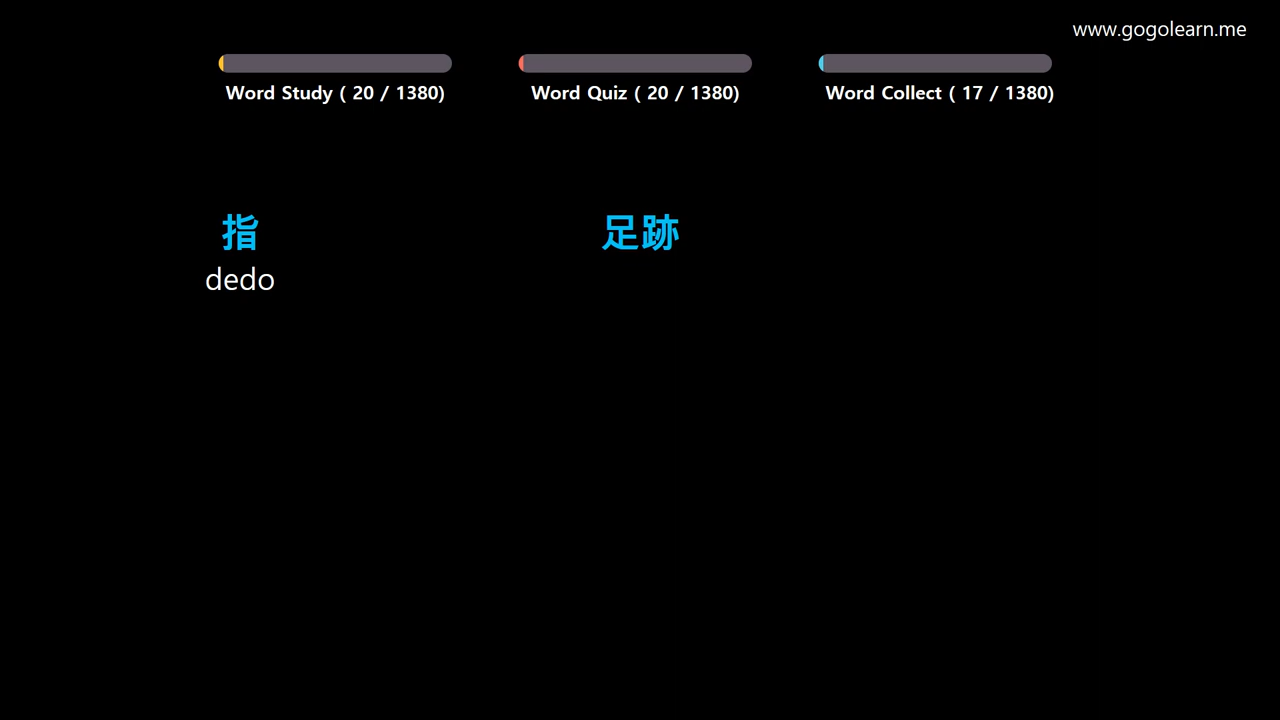 www.gogolearn.me
Word Study ( 20 / 1380)
Word Quiz ( 20 / 1380)
Word Collect ( 17 / 1380)
指
dedo
足跡